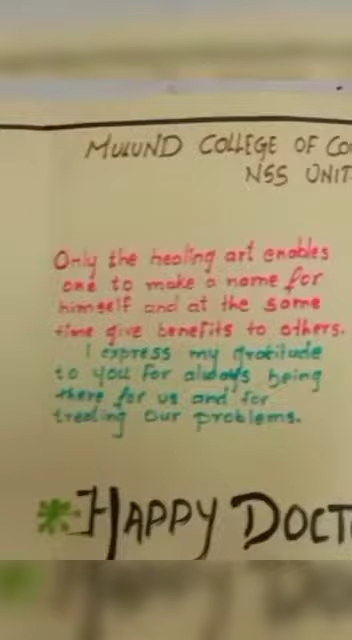 MULUND COLLEGE OF CO
NSS UNIT
Only the healing art enables
one to make a name for
himself and at the same
time give benefits to others.
I express my gratitude
to you for always being
there for us and for
treating our problems.
HAPPY DOCT